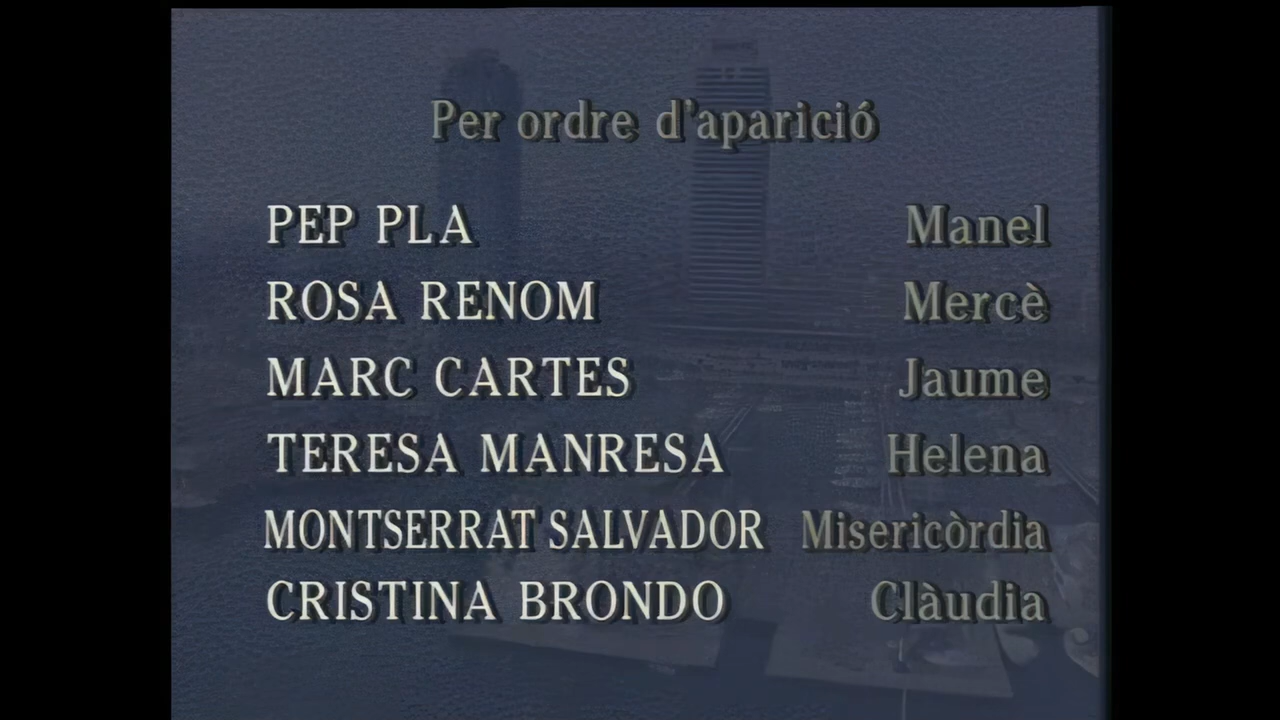 Per ordre d'aparició
PEP PLA Manel
ROSA RENOM Mercè
MARC CARTES Jaume
TERESA MANRESA Helena
MONTSERRAT SALVADOR Misericòrdia
CRISTINA BRONDO Clàudia